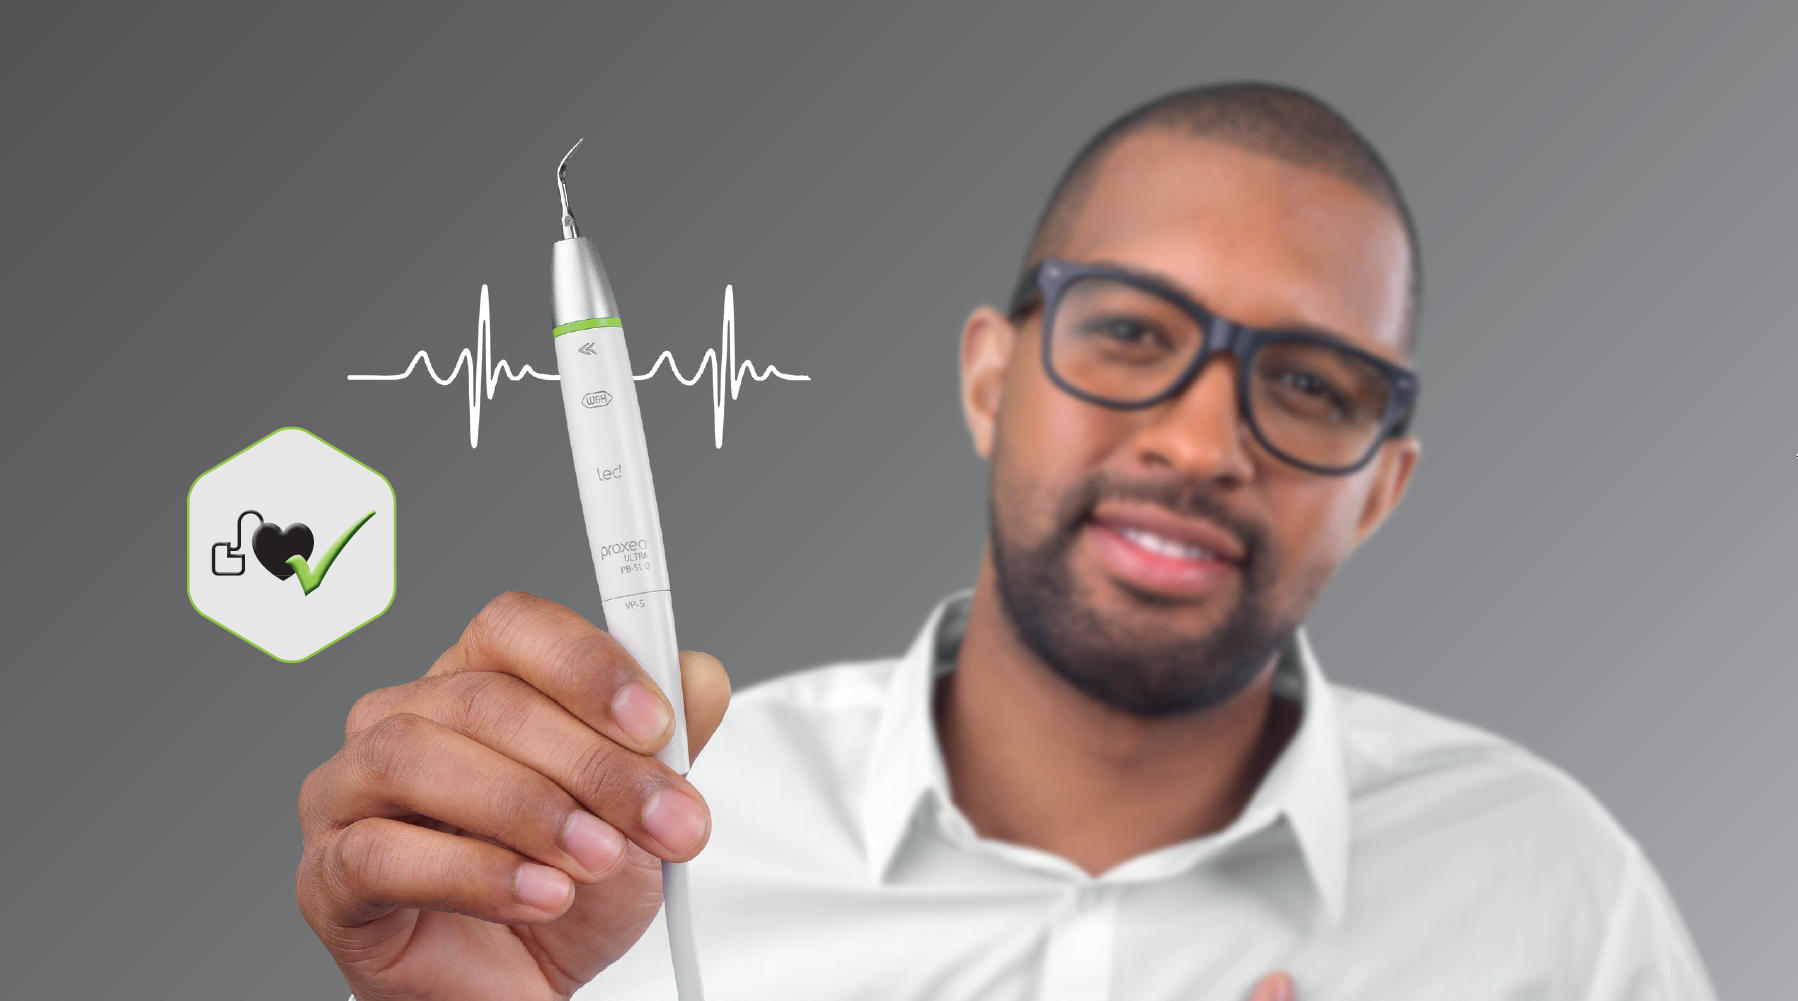 W&H
led
proxeo
ULTRA
PB-510
VP-5